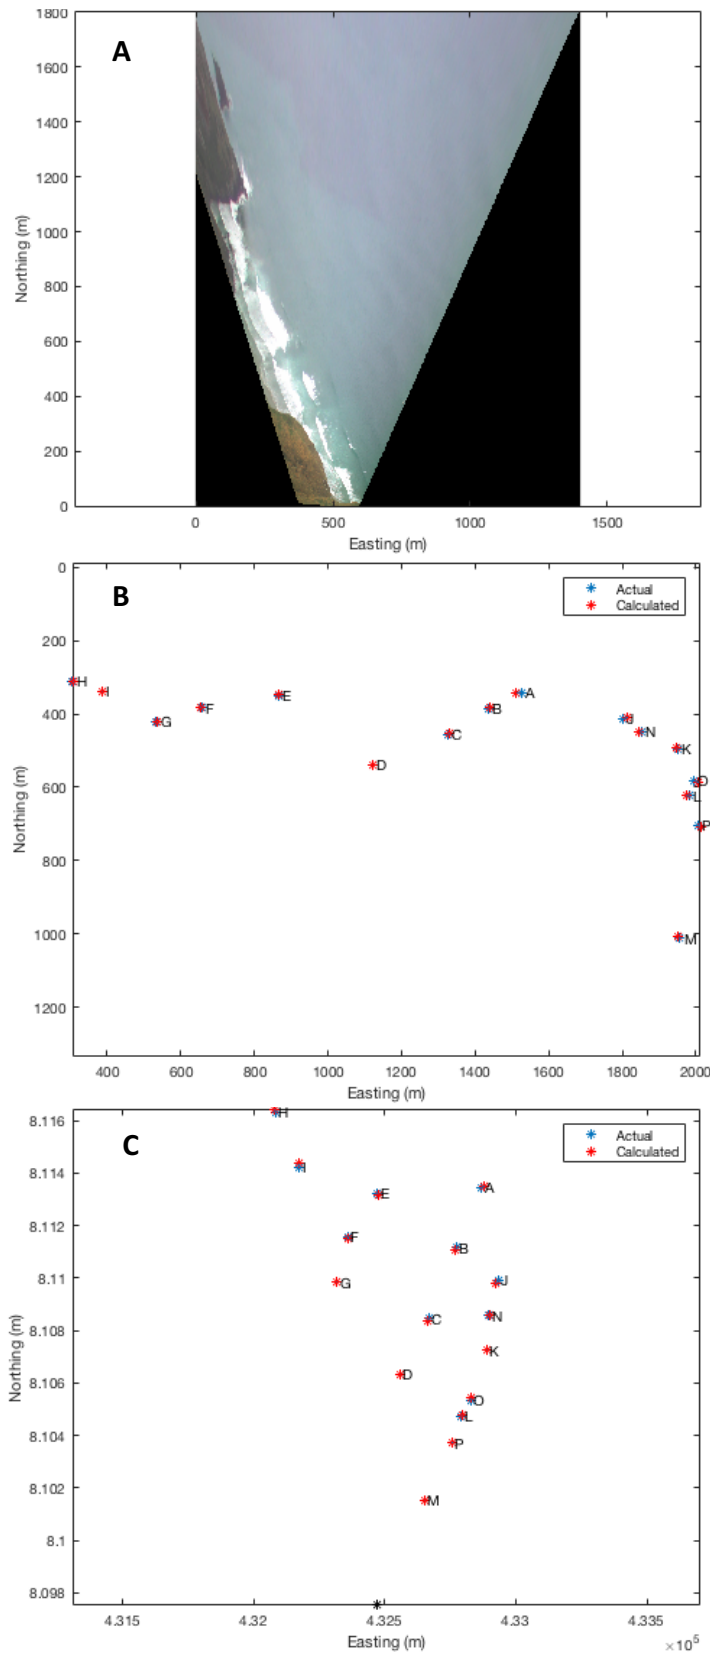 A
1800
1600
1400
1200
1000
800
600
400
200
0
Northing (m)
0 500 1000 1500
Easting (m)
B
Actual
Calculated
0
200
400
600
800
1000
1200
Northing (m)
H
I
G
F
E
D
C
B
A
J
N
K
O
L
P
M
400 600 800 1000 1200 1400 1600 1800 2000
Easting (m)
C
Actual
Calculated
8.116
8.114
8.112
8.11
8.108
8.106
8.104
8.102
8.1
8.098
Northing (m)
H
I
E
A
F
B
G
J
C
N
K
D
O
L
P
M
4.315 4.32 4.325 4.33 4.335
Easting (m)
×10⁵